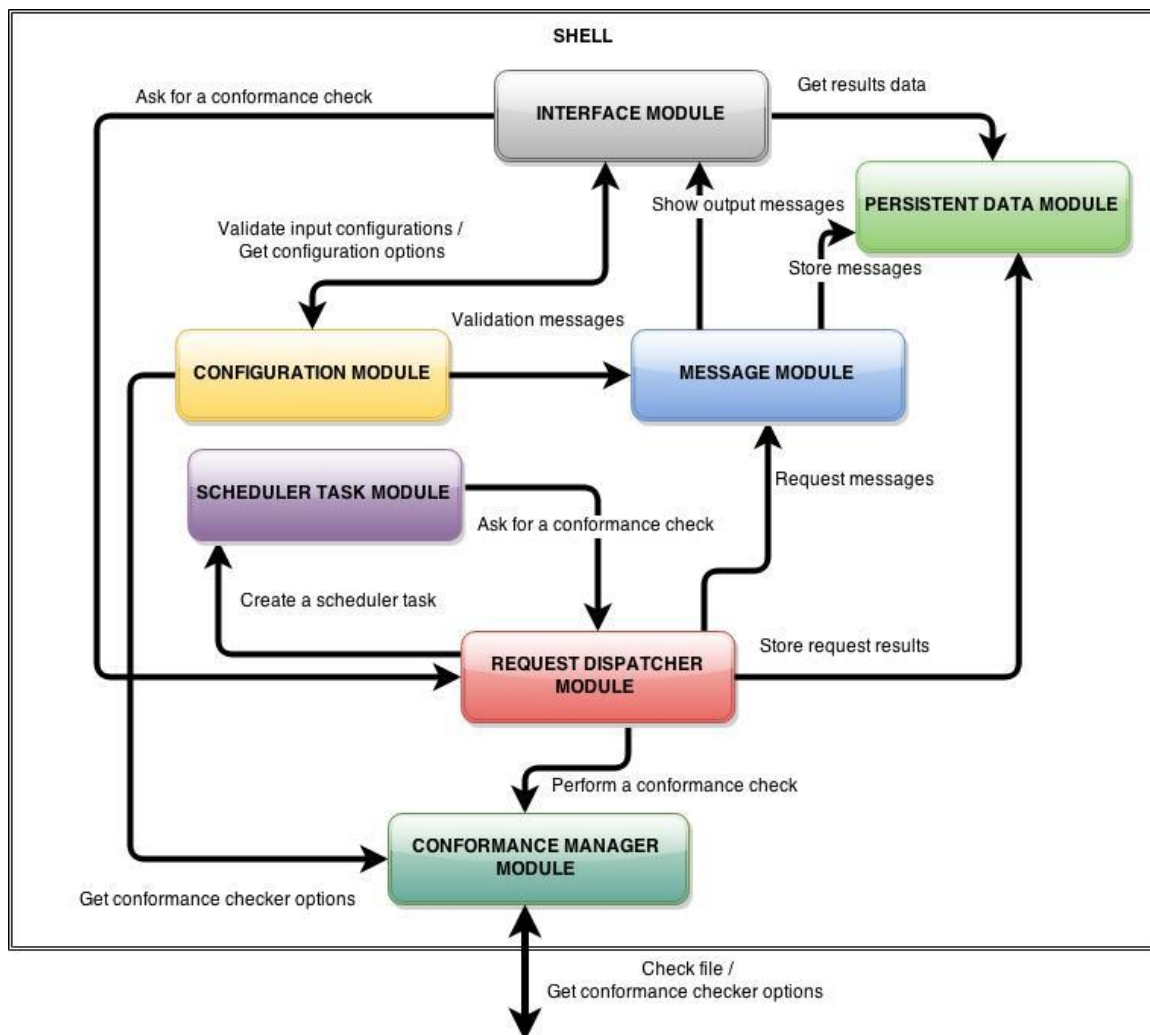 SHELL
Ask for a conformance check
INTERFACE MODULE
Get results data
Show output messages
PERSISTENT DATA MODULE
Validate input configurations /
Get configuration options
Store messages
Validation messages
CONFIGURATION MODULE
MESSAGE MODULE
SCHEDULER TASK MODULE
Request messages
Ask for a conformance check
Create a scheduler task
REQUEST DISPATCHER
MODULE
Store request results
Perform a conformance check
CONFORMANCE MANAGER
MODULE
Get conformance checker options
Check file /
Get conformance checker options